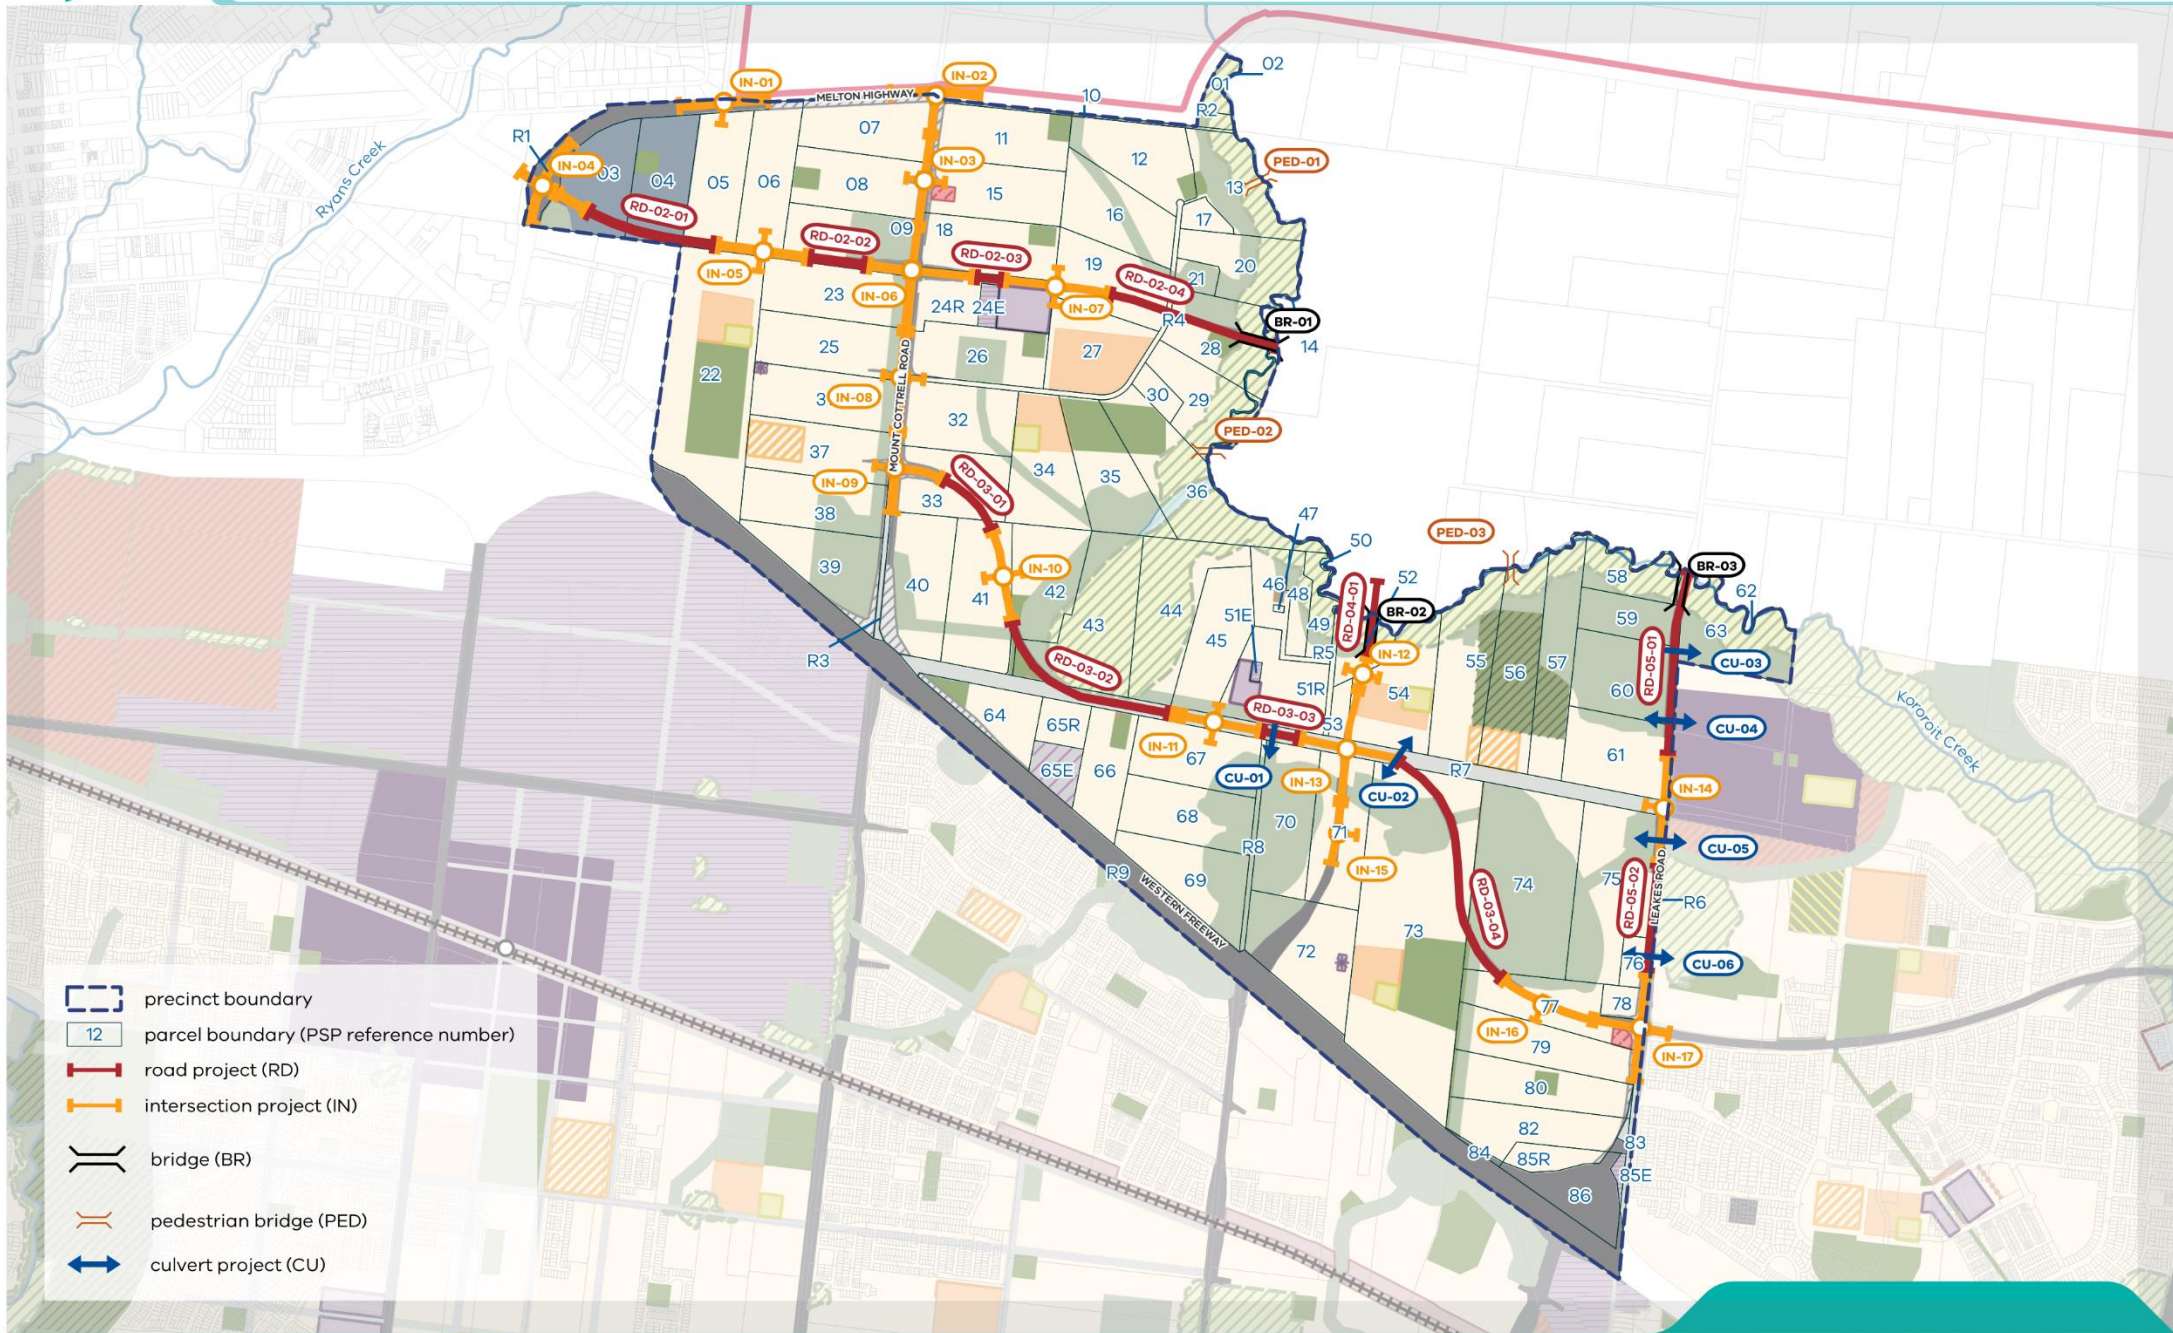 02
01
IN-01
IN-02
MELTON HIGHWAY
10
R2
R1
07
11
IN-04
03
04
05
06
IN-03
12
PED-01
Ryans Creek
08
15
13
RD-02-01
16
17
09
18
RD-02-02
RD-02-03
IN-05
19
20
21
RD-02-04
23
IN-06
24R
24E
IN-07
R4
BR-01
14
25
26
27
28
22
MOUNT COTTRELL ROAD
IN-08
30
29
32
PED-02
37
34
35
IN-09
RD-03-01
36
33
38
47
50
PED-03
39
40
41
IN-10
42
46
48
52
58
BR-03
62
RD-04-01
BR-02
43
44
45
51E
49
59
63
R5
IN-12
55
56
57
RD-05-01
CU-03
R3
RD-03-02
51R
54
60
Kororoit Creek
64
65R
RD-03-03
53
CU-04
IN-11
67
61
65E
66
CU-01
IN-13
CU-02
R7
IN-14
68
70
71
R8
CU-05
R9
69
IN-15
74
75
RD-05-02
LEAKES ROAD
R6
WESTERN FREEWAY
RD-03-04
73
72
76
CU-06
77
78
IN-16
79
IN-17
80
82
83
84
85R
85E
86
precinct boundary
12 parcel boundary (PSP reference number)
road project (RD)
intersection project (IN)
bridge (BR)
pedestrian bridge (PED)
culvert project (CU)